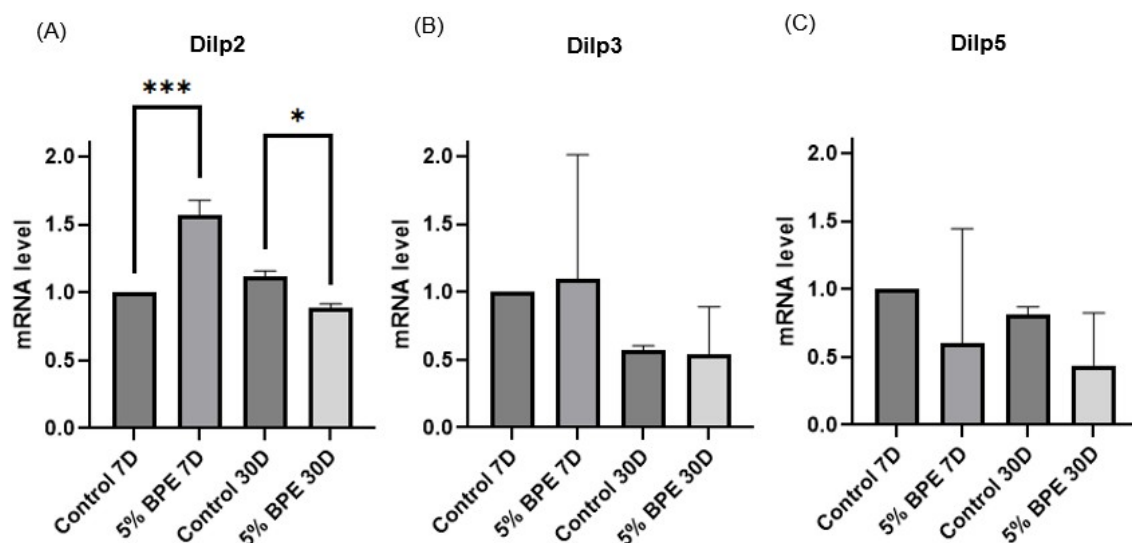 (A)
Dilp2
***
*
mRNA level
2.0
1.5
1.0
0.5
0.0
Control 7D
5% BPE 7D
Control 30D
5% BPE 30D
(B)
Dilp3
mRNA level
2.0
1.5
1.0
0.5
0.0
Control 7D
5% BPE 7D
Control 30D
5% BPE 30D
(C)
Dilp5
mRNA level
2.0
1.5
1.0
0.5
0.0
Control 7D
5% BPE 7D
Control 30D
5% BPE 30D